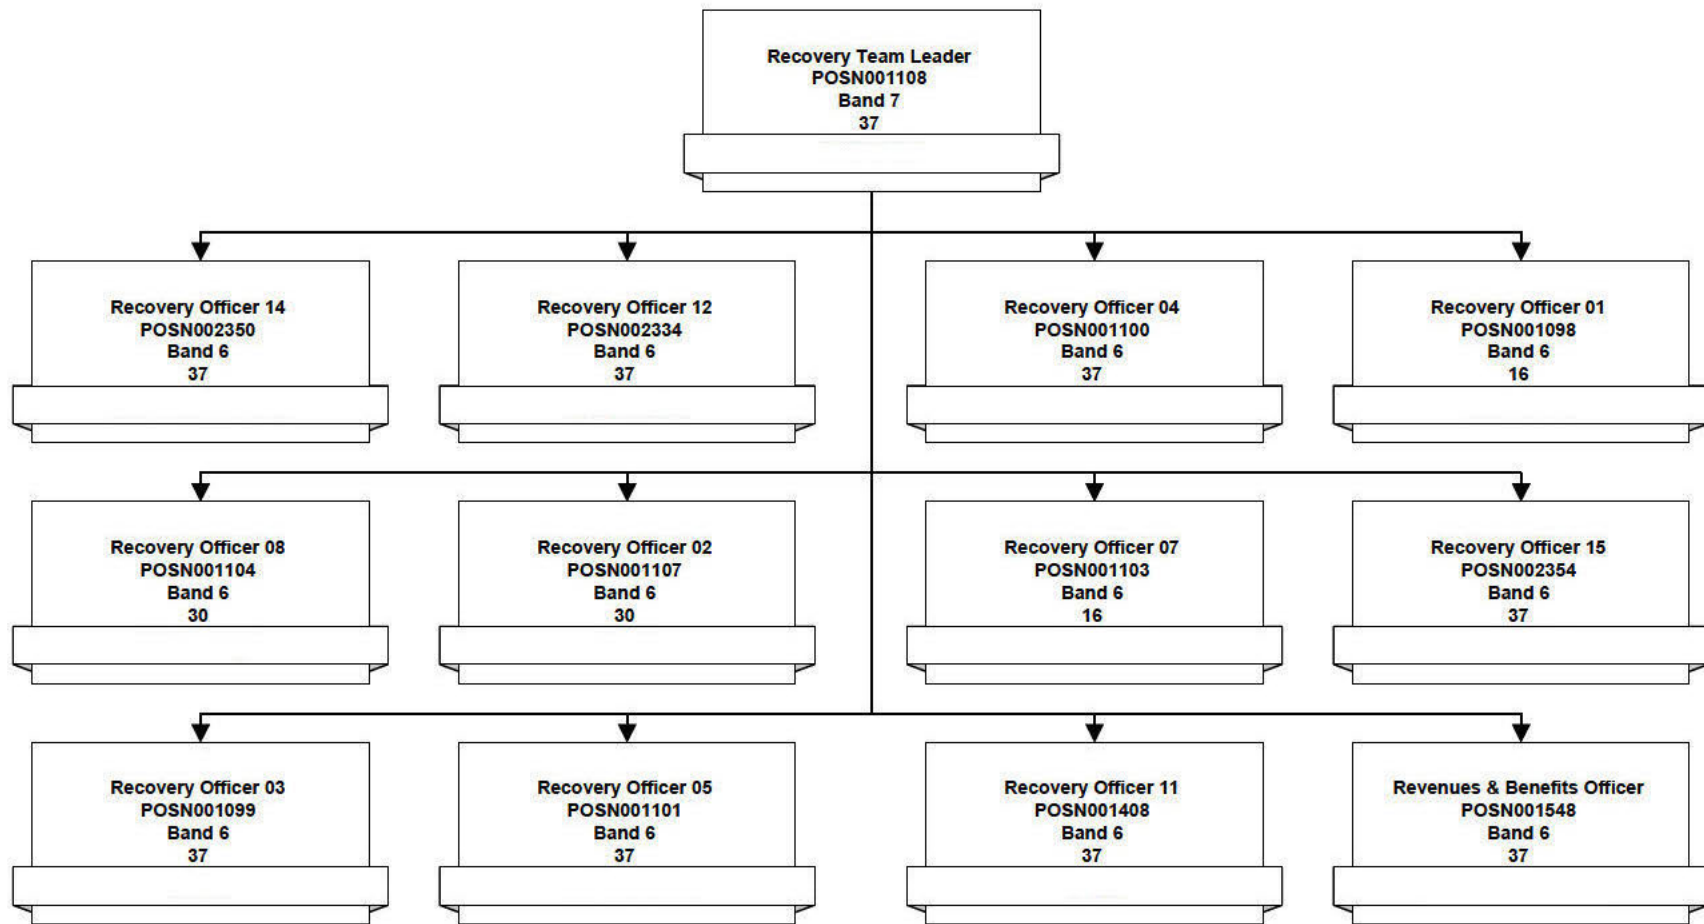 Recovery Team Leader
POSN001108
Band 7
37
Recovery Officer 14
POSN002350
Band 6
37
Recovery Officer 12
POSN002334
Band 6
37
Recovery Officer 04
POSN001100
Band 6
37
Recovery Officer 01
POSN001098
Band 6
16
Recovery Officer 08
POSN001104
Band 6
30
Recovery Officer 02
POSN001107
Band 6
30
Recovery Officer 07
POSN001103
Band 6
16
Recovery Officer 15
POSN002354
Band 6
37
Recovery Officer 03
POSN001099
Band 6
37
Recovery Officer 05
POSN001101
Band 6
37
Recovery Officer 11
POSN001408
Band 6
37
Revenues & Benefits Officer
POSN001548
Band 6
37